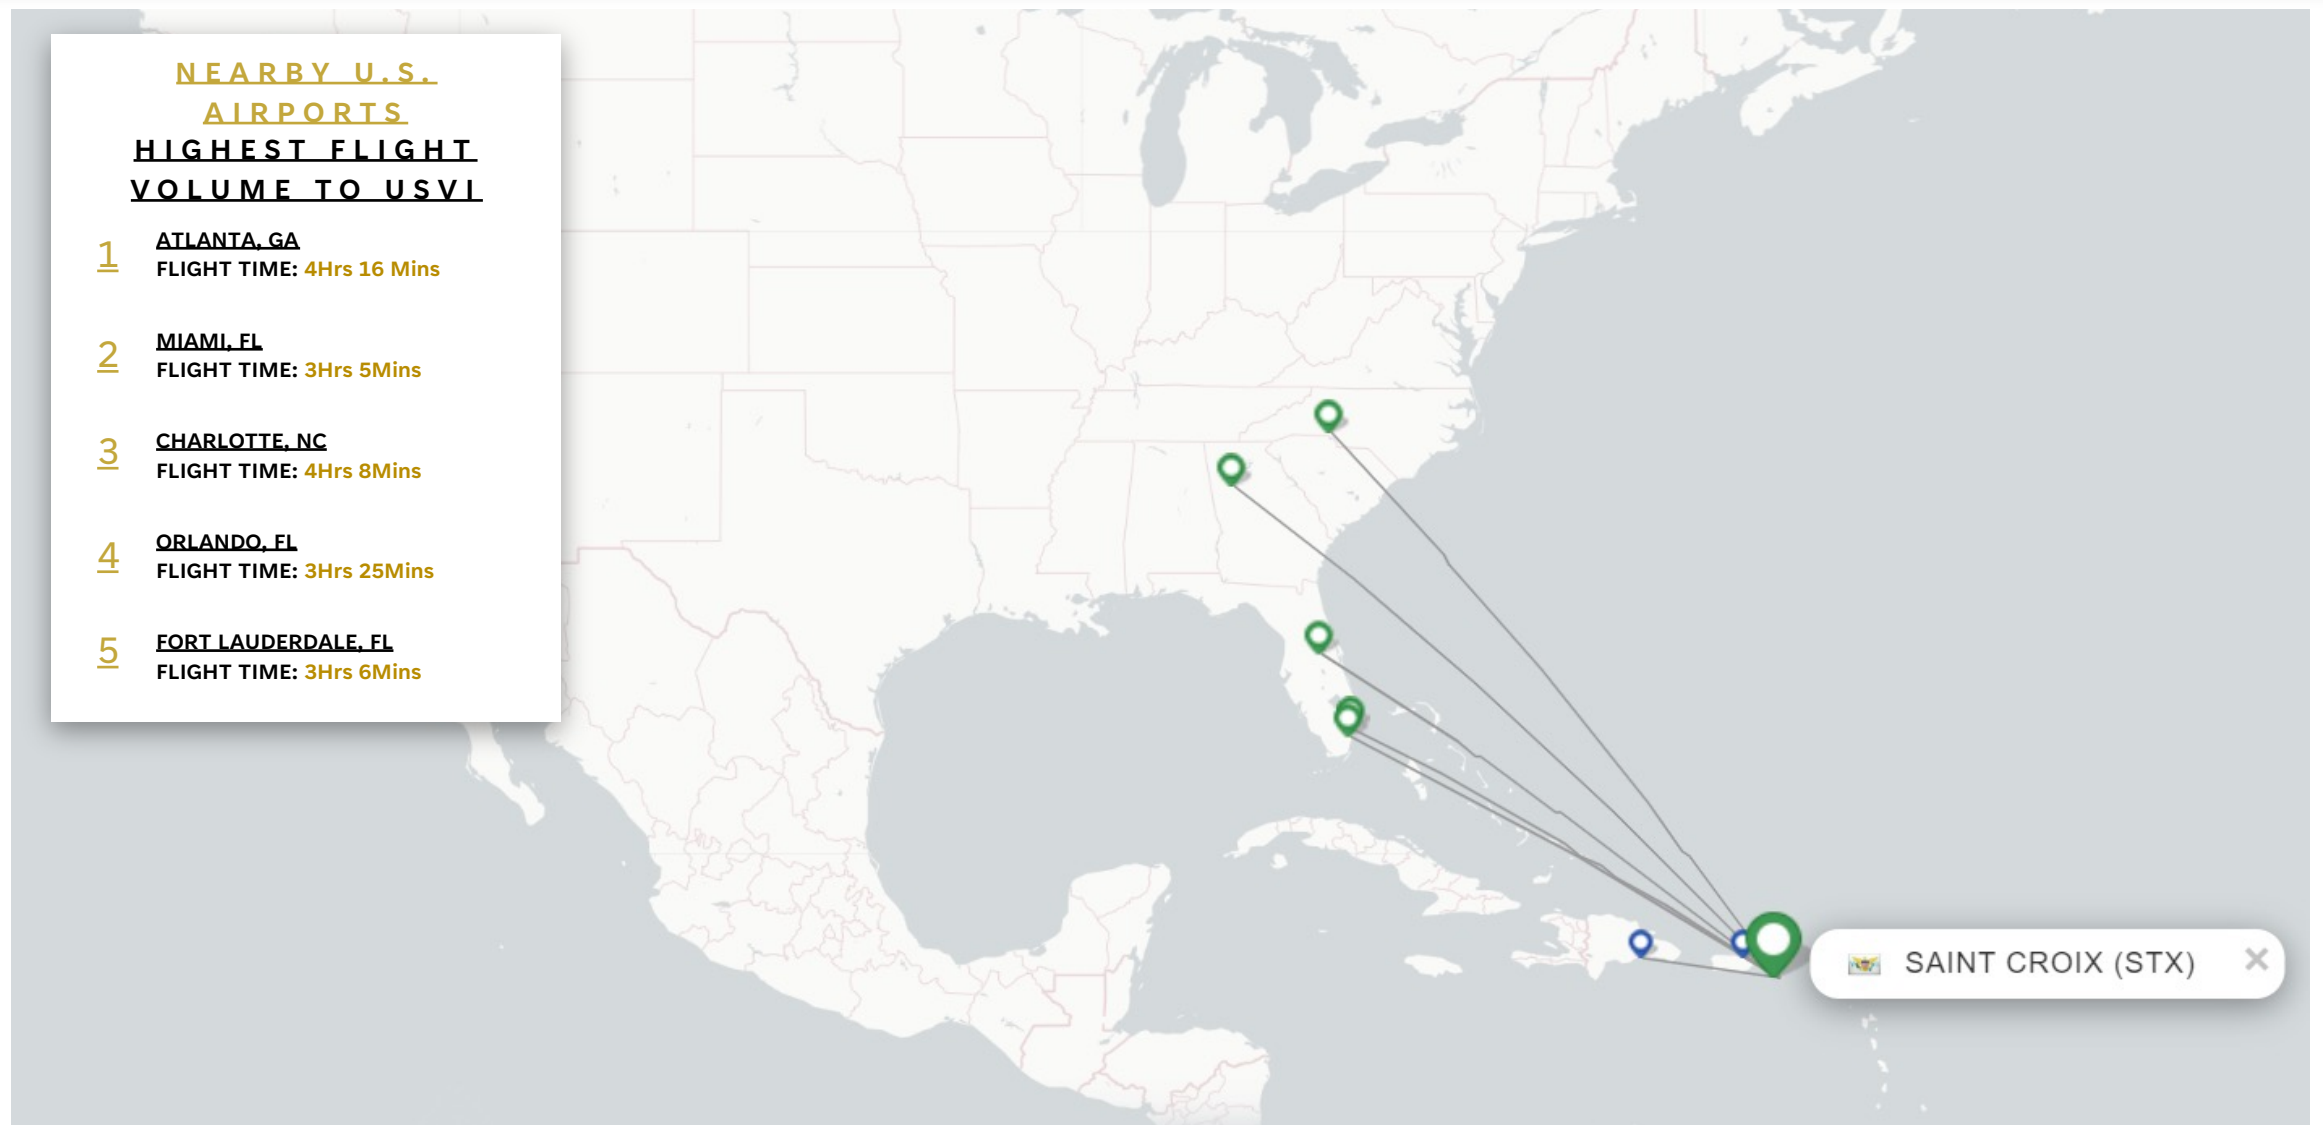 NEARBY U.S.
AIRPORTS
HIGHEST FLIGHT
VOLUME TO USVI
1
ATLANTA, GA
FLIGHT TIME: 4Hrs 16 Mins
2
MIAMI, FL
FLIGHT TIME: 3Hrs 5Mins
3
CHARLOTTE, NC
FLIGHT TIME: 4Hrs 8Mins
4
ORLANDO, FL
FLIGHT TIME: 3Hrs 25Mins
5
FORT LAUDERDALE, FL
FLIGHT TIME: 3Hrs 6Mins
SAINT CROIX (STX) ×